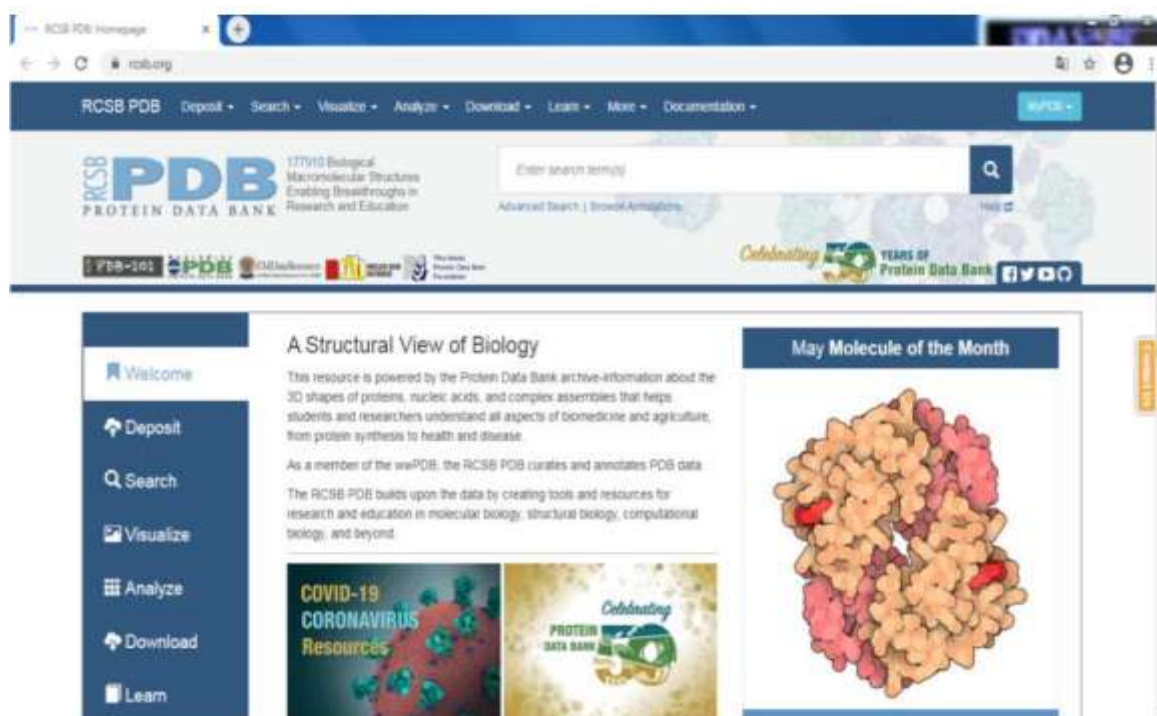 RCSB PDB Homepage
rcsb.org
RCSB PDB Deposit Search Visualize Analyze Download Learn More Documentation
RCSB PDB
PROTEIN DATA BANK
177910 Biological
Macromolecular Structures
Enabling Breakthroughs in
Research and Education
Enter search term(s)
Advanced Search | Browse Annotations
Help
PDB-101
PDB
EMDataResource
Celebrating 50 YEARS OF
Protein Data Bank
Welcome
Deposit
Search
Visualize
Analyze
Download
Learn
A Structural View of Biology
This resource is powered by the Protein Data Bank archive-information about the
3D shapes of proteins, nucleic acids, and complex assemblies that helps
students and researchers understand all aspects of biomedicine and agriculture,
from protein synthesis to health and disease.
As a member of the wwPDB, the RCSB PDB curates and annotates PDB data.
The RCSB PDB builds upon the data by creating tools and resources for
research and education in molecular biology, structural biology, computational
biology, and beyond.
COVID-19
CORONAVIRUS
Resources
Celebrating
PROTEIN
DATA BANK
50
May Molecule of the Month
Contact Us